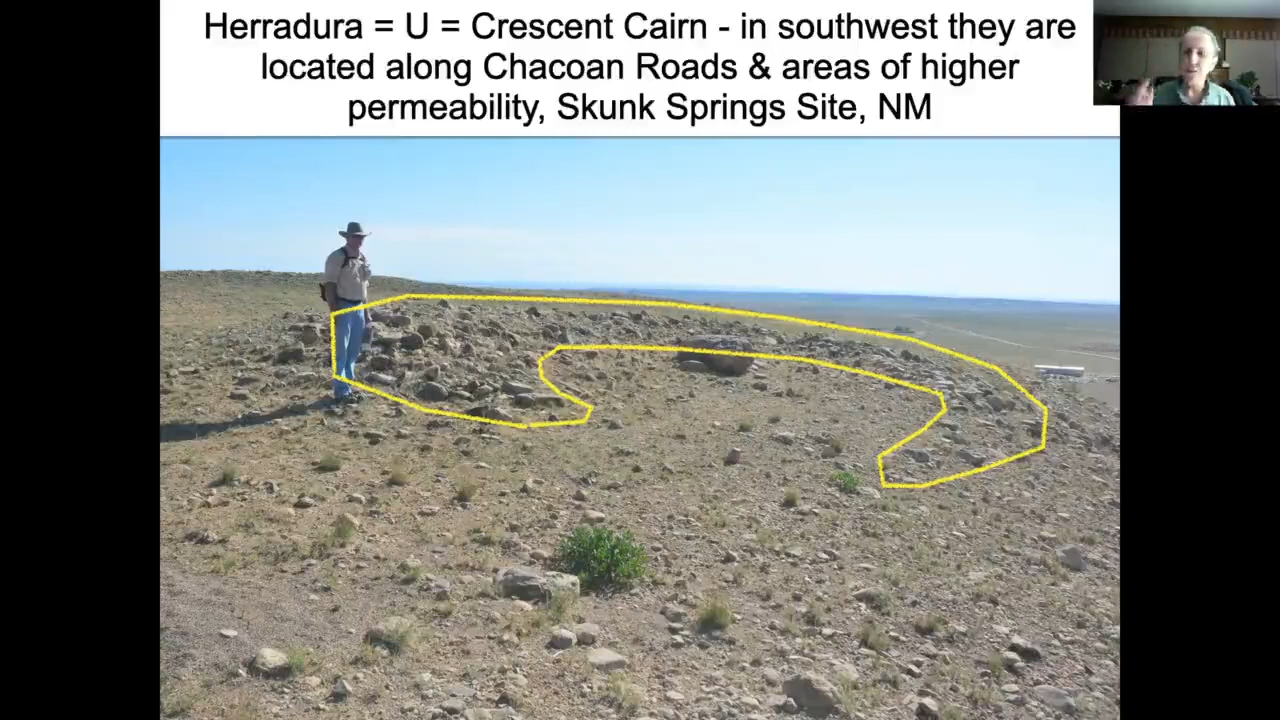 Herradura = U = Crescent Cairn - in southwest they are
located along Chacoan Roads & areas of higher
permeability, Skunk Springs Site, NM